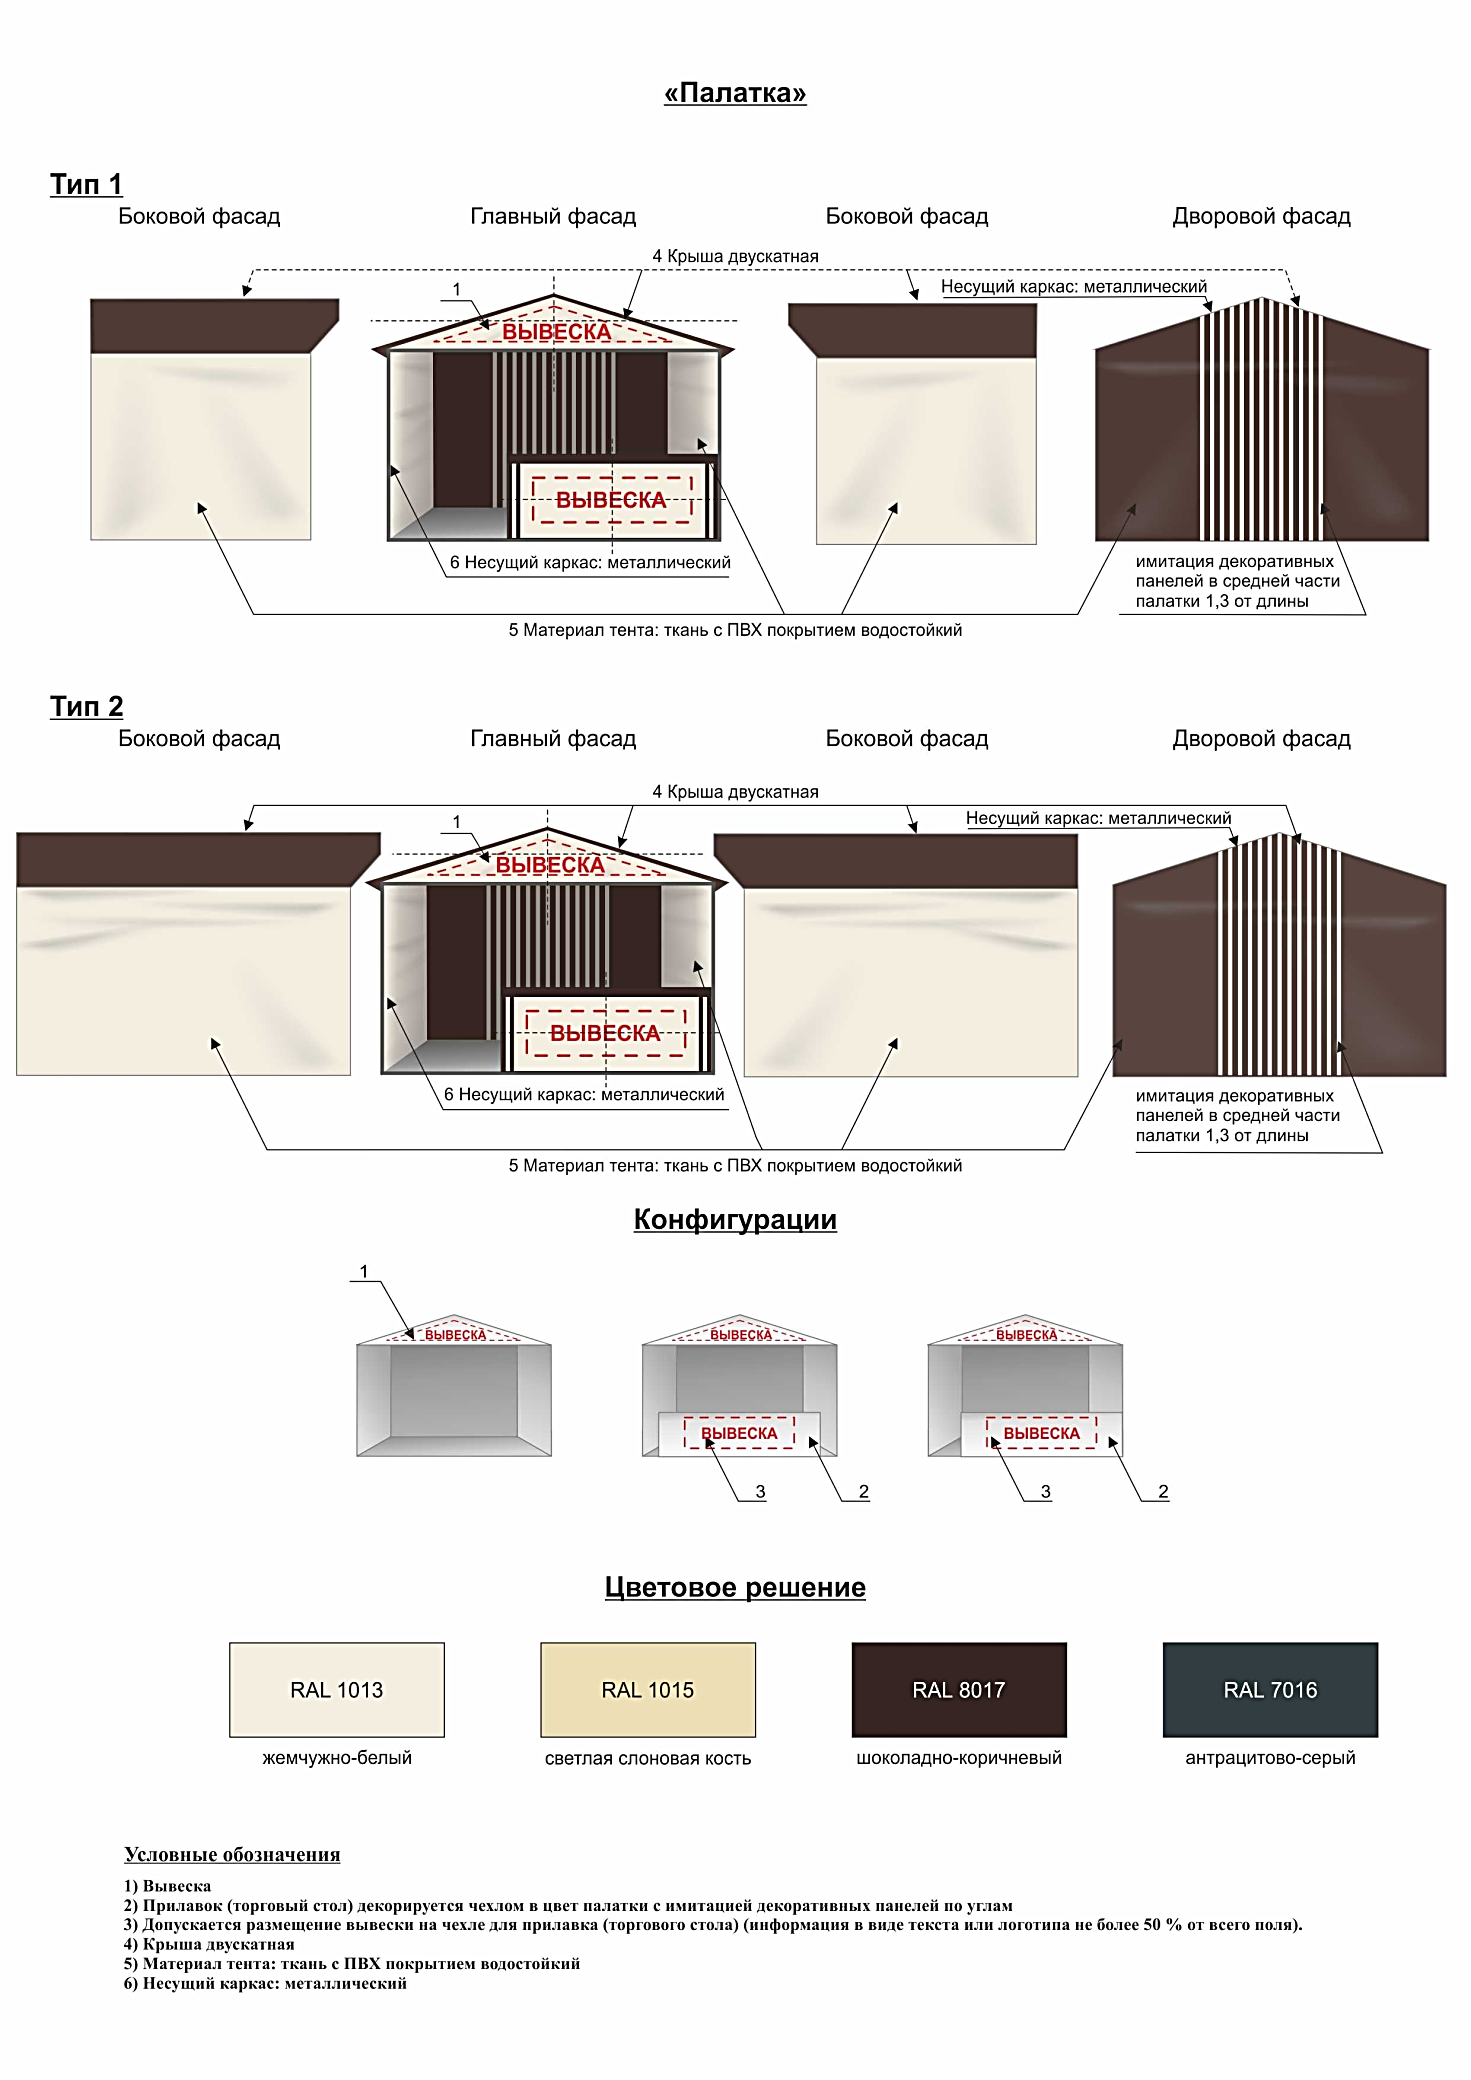 «Палатка»
Тип 1
Боковой фасад
Главный фасад
Боковой фасад
Дворовой фасад
4 Крыша двускатная
Несущий каркас: металлический
1
ВЫВЕСКА
ВЫВЕСКА
6 Несущий каркас: металлический
имитация декоративных
панелей в средней части
палатки 1,3 от длины
5 Материал тента: ткань с ПВХ покрытием водостойкий
Тип 2
Боковой фасад
Главный фасад
Боковой фасад
Дворовой фасад
4 Крыша двускатная
Несущий каркас: металлический
1
ВЫВЕСКА
ВЫВЕСКА
6 Несущий каркас: металлический
имитация декоративных
панелей в средней части
палатки 1,3 от длины
5 Материал тента: ткань с ПВХ покрытием водостойкий
Конфигурации
1
ВЫВЕСКА
ВЫВЕСКА
ВЫВЕСКА
ВЫВЕСКА
ВЫВЕСКА
3
2
3
2
Цветовое решение
RAL 1013
RAL 1015
RAL 8017
RAL 7016
жемчужно-белый
светлая слоновая кость
шоколадно-коричневый
антрацитово-серый
Условные обозначения
1) Вывеска
2) Прилавок (торговый стол) декорируется чехлом в цвет палатки с имитацией декоративных панелей по углам
3) Допускается размещение вывески на чехле для прилавка (торгового стола) (информация в виде текста или логотипа не более 50 % от всего поля).
4) Крыша двускатная
5) Материал тента: ткань с ПВХ покрытием водостойкий
6) Несущий каркас: металлический